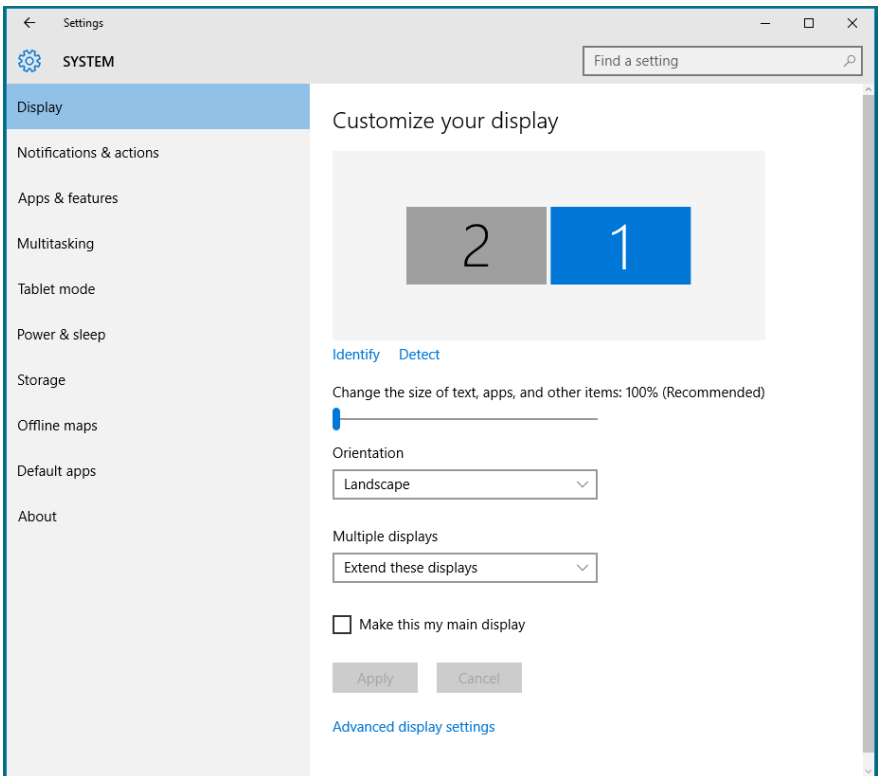 Settings
SYSTEM
Find a setting
Display
Notifications & actions
Apps & features
Multitasking
Tablet mode
Power & sleep
Storage
Offline maps
Default apps
About
Customize your display
2 1
Identify Detect
Change the size of text, apps, and other items: 100% (Recommended)
Orientation
Landscape
Multiple displays
Extend these displays
Make this my main display
Apply Cancel
Advanced display settings